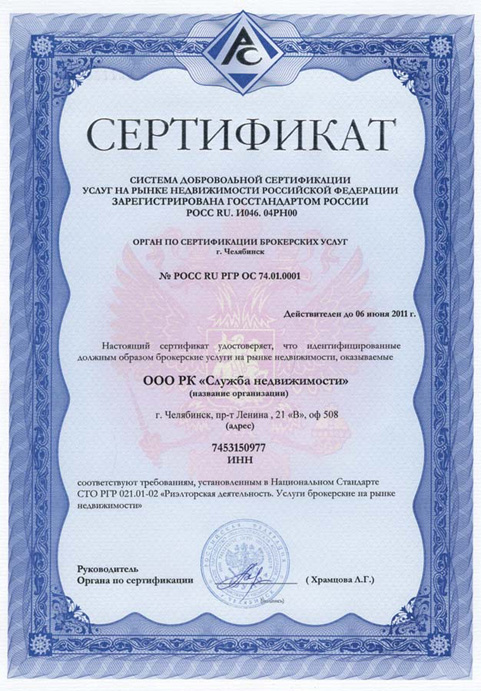 АС
СЕРТИФИКАТ
СИСТЕМА ДОБРОВОЛЬНОЙ СЕРТИФИКАЦИИ
УСЛУГ НА РЫНКЕ НЕДВИЖИМОСТИ РОССИЙСКОЙ ФЕДЕРАЦИИ
ЗАРЕГИСТРИРОВАНА ГОССТАНДАРТОМ РОССИИ
РОСС RU. И046. 04РН00
ОРГАН ПО СЕРТИФИКАЦИИ БРОКЕРСКИХ УСЛУГ
г. Челябинск
№ РОСС RU РГР ОС 74.01.0001
Действителен до 06 июня 2011 г.
Настоящий сертификат удостоверяет, что идентифицированные
должным образом брокерские услуги на рынке недвижимости, оказываемые
ООО РК «Служба недвижимости»
(название организации)
г. Челябинск, пр-т Ленина , 21 «В», оф 508
(адрес)
7453150977
ИНН
соответствуют требованиям, установленным в Национальном Стандарте
СТО РГР 021.01-02 «Риэлторская деятельность. Услуги брокерские на рынке
недвижимости»
Руководитель
Органа по сертификации
( Храмцова А.Г.)
(подпись)